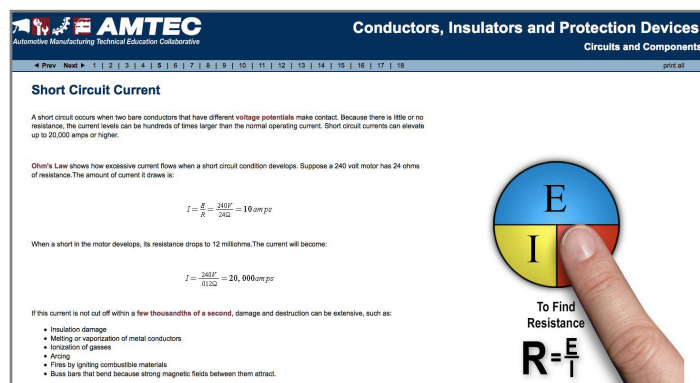 AMTEC
Automotive Manufacturing Technical Education Collaborative
Conductors, Insulators and Protection Devices
Circuits and Components
◄ Prev Next ► 1 | 2 | 3 | 4 | 5 | 6 | 7 | 8 | 9 | 10 | 11 | 12 | 13 | 14 | 15 | 16 | 17 | 18
print all
Short Circuit Current
A short circuit occurs when two bare conductors that have different voltage potentials make contact. Because there is little or no
resistance, the current levels can be hundreds of times larger than the normal operating current. Short circuit currents can elevate
up to 20,000 amps or higher.
Ohm's Law shows how excessive current flows when a short circuit condition develops. Suppose a 240 volt motor has 24 ohms
of resistance.The amount of current it draws is:
I = E/R = 240V/24Ω = 10 amps
When a short in the motor develops, its resistance drops to 12 milliohms.The current will become:
I = 240V/.012Ω = 20, 000amps
If this current is not cut off within a few thousandths of a second, damage and destruction can be extensive, such as:
• Insulation damage
• Melting or vaporization of metal conductors
• Ionization of gasses
• Arcing
• Fires by igniting combustible materials
• Buss bars that bend because strong magnetic fields between them attract.
E
I
To Find
Resistance
R=E/I